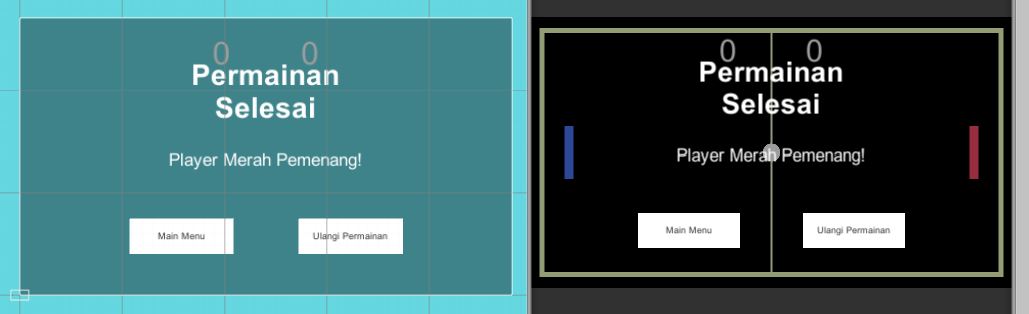 0 0
Permainan
Selesai
Player Merah Pemenang!
Main Menu Ulangi Permainan
0 0
Permainan
Selesai
Player Merah Pemenang!
Main Menu Ulangi Permainan